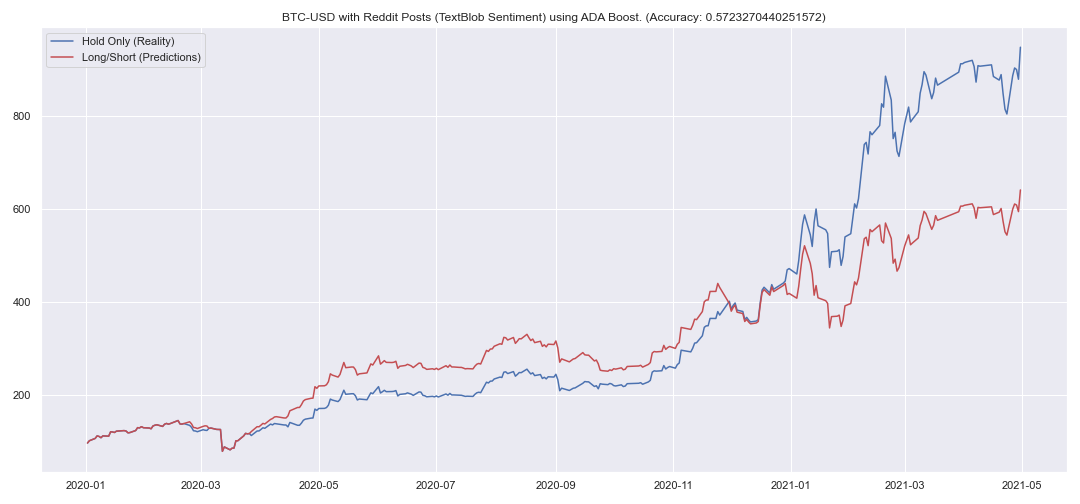 BTC-USD with Reddit Posts (TextBlob Sentiment) using ADA Boost. (Accuracy: 0.5723270440251572)
Hold Only (Reality)
Long/Short (Predictions)
800
600
400
200
2020-01 2020-03 2020-05 2020-07 2020-09 2020-11 2021-01 2021-03 2021-05